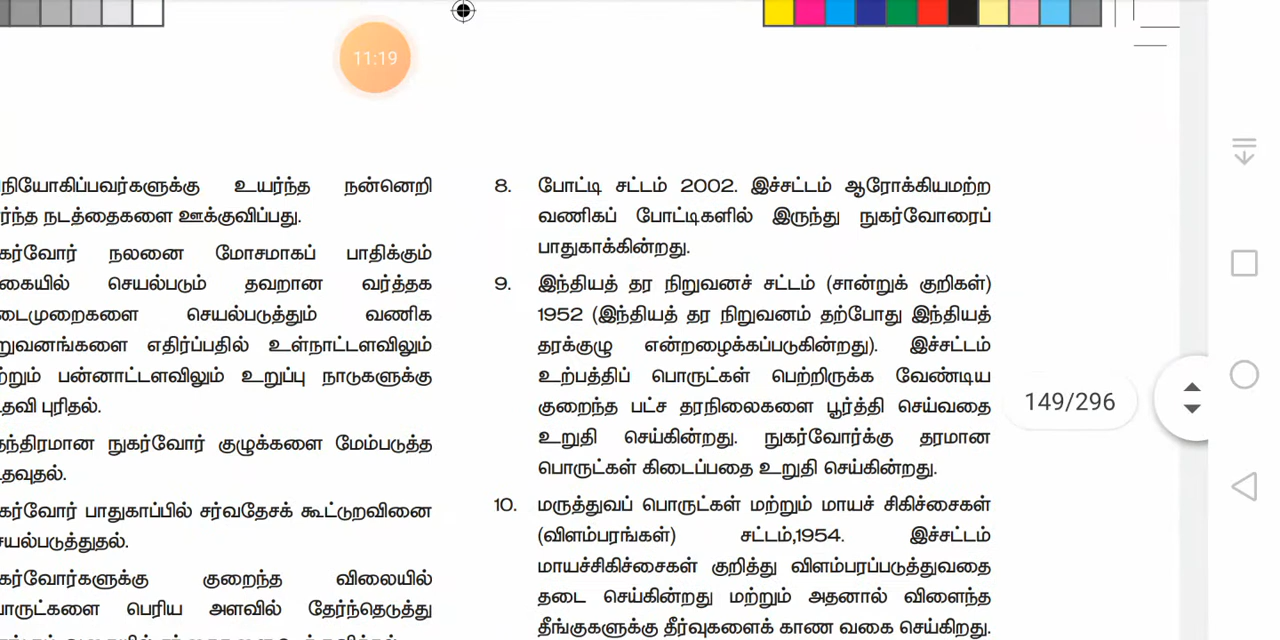 11:19
நியோகிப்பவர்களுக்கு உயர்ந்த நன்னெறி
ர்ந்த நடத்தைகளை ஊக்குவிப்பது.
கர்வோர் நலனை மோசமாகப் பாதிக்கும்
கையில் செயல்படும் தவறான வர்த்தக
டைமுறைகளை செயல்படுத்தும் வணிக
றுவனங்களை எதிர்ப்பதில் உள்நாட்டளவிலும்
ற்றும் பன்னாட்டளவிலும் உறுப்பு நாடுகளுக்கு
தவி புரிதல்.
தந்திரமான நுகர்வோர் குழுக்களை மேம்படுத்த
தவுதல்.
கர்வோர் பாதுகாப்பில் சர்வதேசக் கூட்டுறவினை
சயல்படுத்துதல்.
கர்வோர்களுக்கு குறைந்த விலையில்
பாருட்களை பெரிய அளவில் தேர்ந்தெடுத்து
8. போட்டி சட்டம் 2002. இச்சட்டம் ஆரோக்கியமற்ற
வணிகப் போட்டிகளில் இருந்து நுகர்வோரைப்
பாதுகாக்கின்றது.
9. இந்தியத் தர நிறுவனச் சட்டம் (சான்றுக் குறிகள்)
1952 (இந்தியத் தர நிறுவனம் தற்போது இந்தியத்
தரக்குழு என்றழைக்கப்படுகின்றது). இச்சட்டம்
உற்பத்திப் பொருட்கள் பெற்றிருக்க வேண்டிய
குறைந்த பட்ச தரநிலைகளை பூர்த்தி செய்வதை
உறுதி செய்கின்றது. நுகர்வோர்க்கு தரமான
பொருட்கள் கிடைப்பதை உறுதி செய்கின்றது.
10. மருத்துவப் பொருட்கள் மற்றும் மாயச் சிகிச்சைகள்
(விளம்பரங்கள்) சட்டம்,1954. இச்சட்டம்
மாயச்சிகிச்சைகள் குறித்து விளம்பரப்படுத்துவதை
தடை செய்கின்றது மற்றும் அதனால் விளைந்த
தீங்குகளுக்கு தீர்வுகளைக் காண வகை செய்கிறது.
149/296